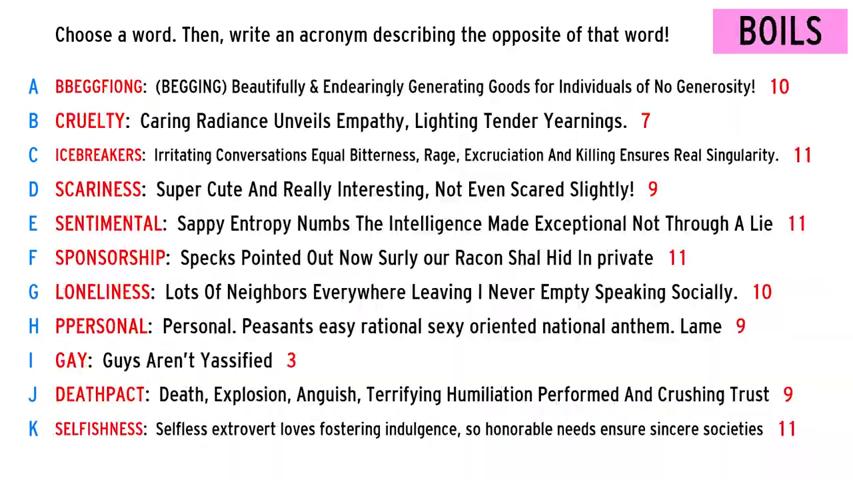 Choose a word. Then, write an acronym describing the opposite of that word!
BOILS
A BBEGGFIONG: (BEGGING) Beautifully & Endearingly Generating Goods for Individuals of No Generosity! 10
B CRUELTY: Caring Radiance Unveils Empathy, Lighting Tender Yearnings. 7
C ICEBREAKERS: Irritating Conversations Equal Bitterness, Rage, Excruciation And Killing Ensures Real Singularity. 11
D SCARINESS: Super Cute And Really Interesting, Not Even Scared Slightly! 9
E SENTIMENTAL: Sappy Entropy Numbs The Intelligence Made Exceptional Not Through A Lie 11
F SPONSORSHIP: Specks Pointed Out Now Surly our Racon Shal Hid In private 11
G LONELINESS: Lots Of Neighbors Everywhere Leaving I Never Empty Speaking Socially. 10
H PPERSONAL: Personal. Peasants easy rational sexy oriented national anthem. Lame 9
I GAY: Guys Aren't Yassified 3
J DEATHPACT: Death, Explosion, Anguish, Terrifying Humiliation Performed And Crushing Trust 9
K SELFISHNESS: Selfless extrovert loves fostering indulgence, so honorable needs ensure sincere societies 11